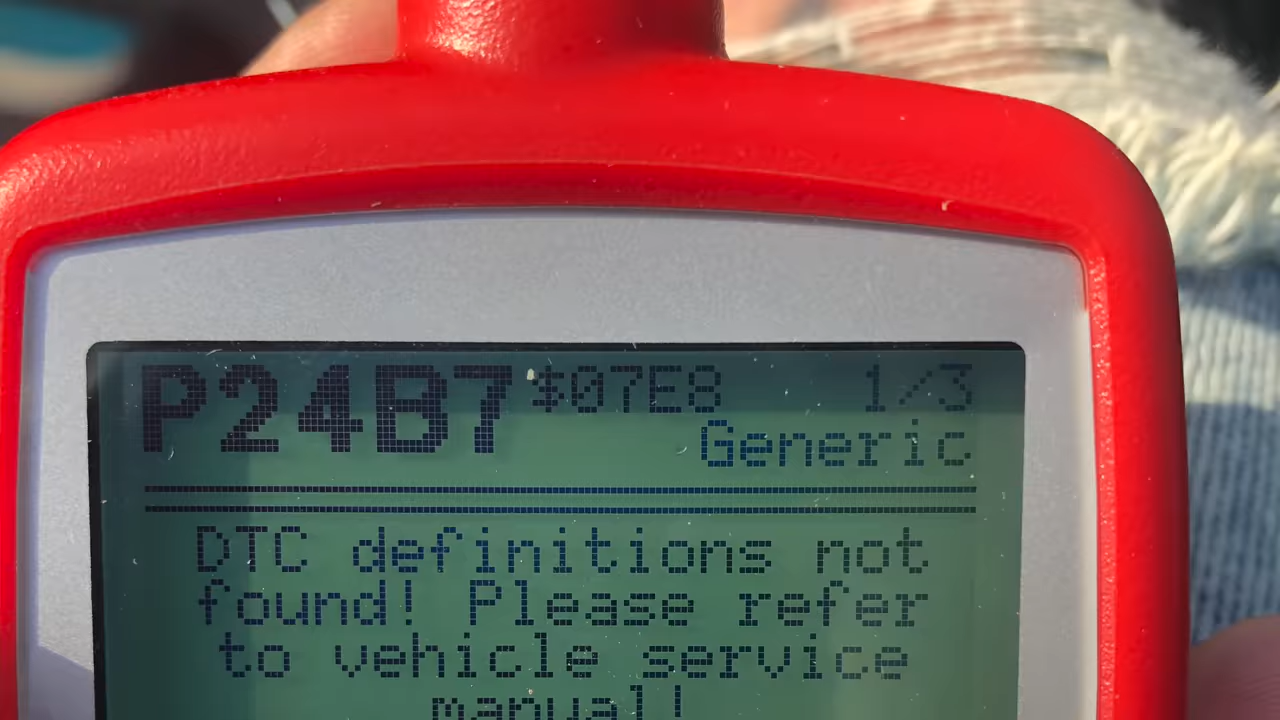 P24B7 $07E8 1/3
Generic
DTC definitions not
found! Please refer
to vehicle service
manual!